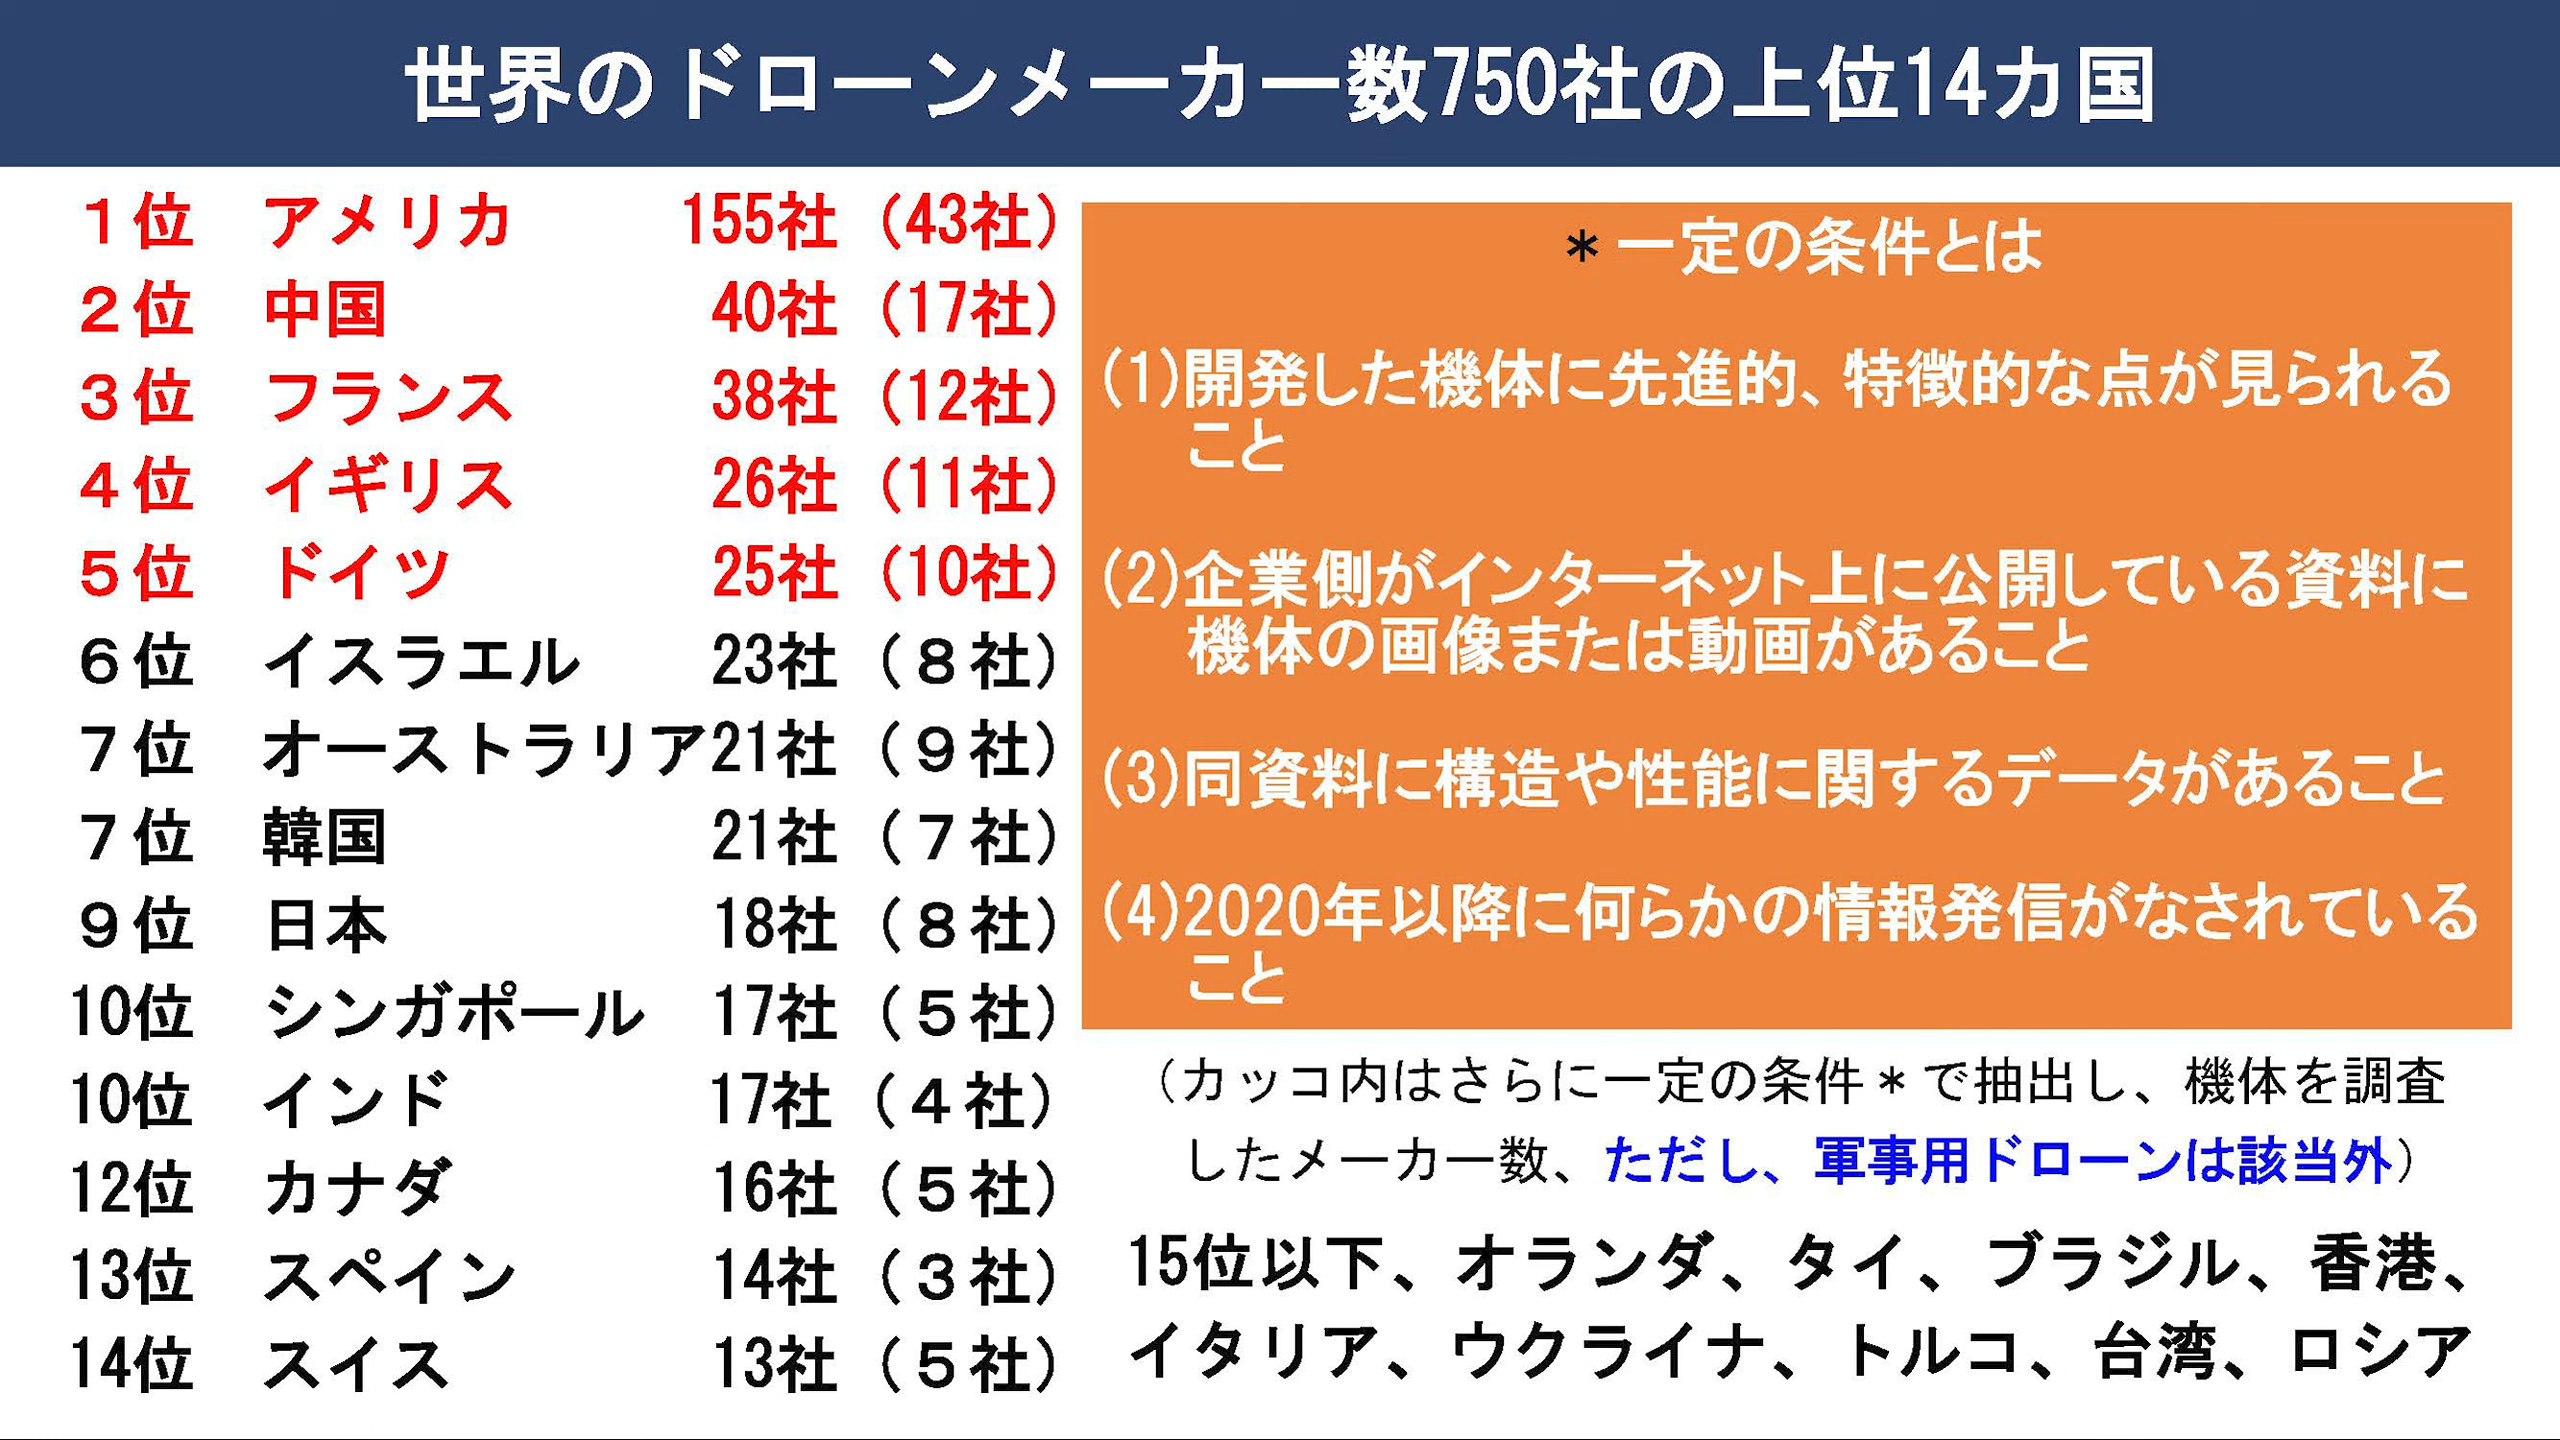 世界のドローンメーカー数750社の上位14カ国
１位 アメリカ 155社（43社）
２位 中国 40社（17社）
３位 フランス 38社（12社）
４位 イギリス 26社（11社）
５位 ドイツ 25社（10社）
６位 イスラエル 23社（８社）
７位 オーストラリア21社（９社）
７位 韓国 21社（７社）
９位 日本 18社（８社）
10位 シンガポール 17社（５社）
10位 インド 17社（４社）
12位 カナダ 16社（５社）
13位 スペイン 14社（３社）
14位 スイス 13社（５社）
＊一定の条件とは
(1)開発した機体に先進的、特徴的な点が見られる
こと
(2)企業側がインターネット上に公開している資料に
機体の画像または動画があること
(3)同資料に構造や性能に関するデータがあること
(4)2020年以降に何らかの情報発信がなされている
こと
（カッコ内はさらに一定の条件＊で抽出し、機体を調査
したメーカー数、ただし、軍事用ドローンは該当外）
15位以下、オランダ、タイ、ブラジル、香港、
イタリア、ウクライナ、トルコ、台湾、ロシア